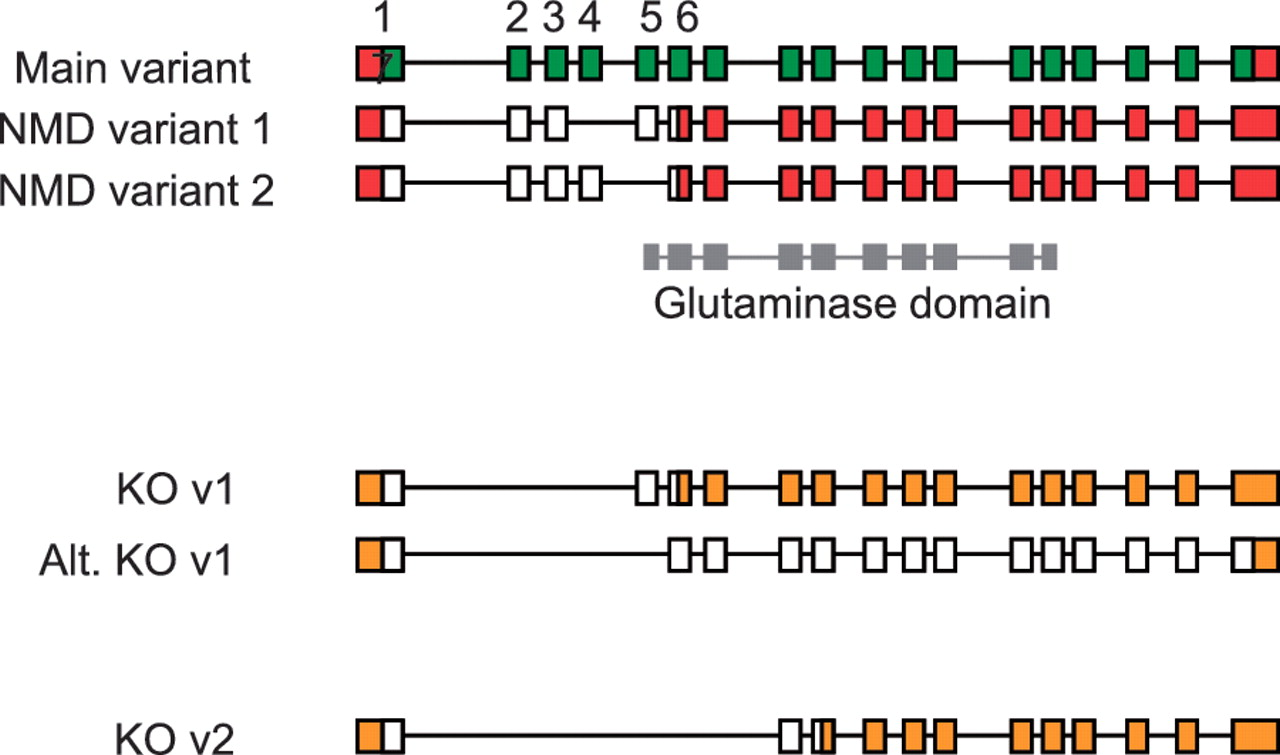 1 2 3 4 5 6
Main variant 7
NMD variant 1
NMD variant 2
Glutaminase domain
KO v1
Alt. KO v1
KO v2